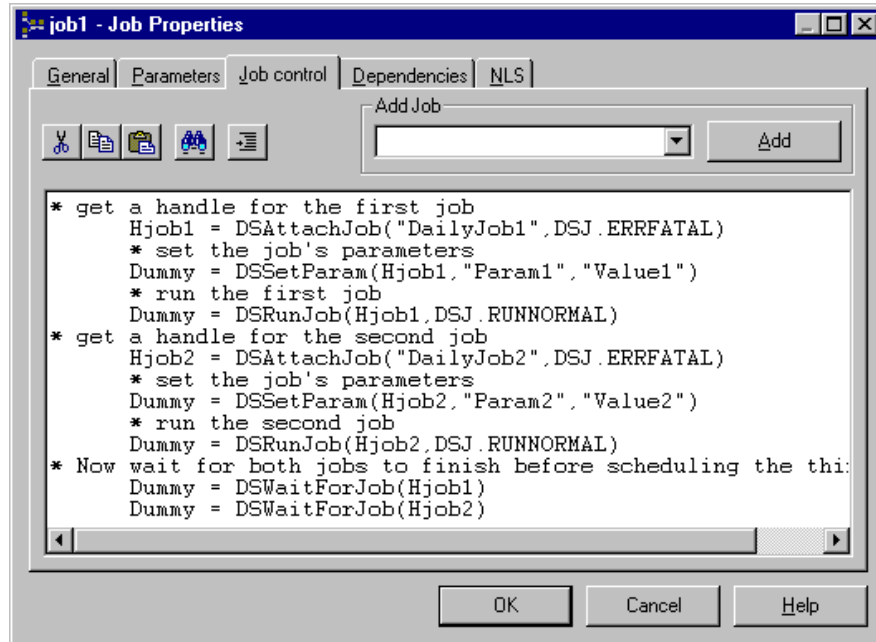 job1 - Job Properties
General Parameters Job control Dependencies NLS
Add Job
Add
* get a handle for the first job
Hjob1 = DSAttachJob("DailyJob1",DSJ.ERRFATAL)
* set the job's parameters
Dummy = DSSetParam(Hjob1,"Param1","Value1")
* run the first job
Dummy = DSRunJob(Hjob1,DSJ.RUNNORMAL)
* get a handle for the second job
Hjob2 = DSAttachJob("DailyJob2",DSJ.ERRFATAL)
* set the job's parameters
Dummy = DSSetParam(Hjob2,"Param2","Value2")
* run the second job
Dummy = DSRunJob(Hjob2,DSJ.RUNNORMAL)
* Now wait for both jobs to finish before scheduling the
Dummy = DSWaitForJob(Hjob1)
Dummy = DSWaitForJob(Hjob2)
OK Cancel Help